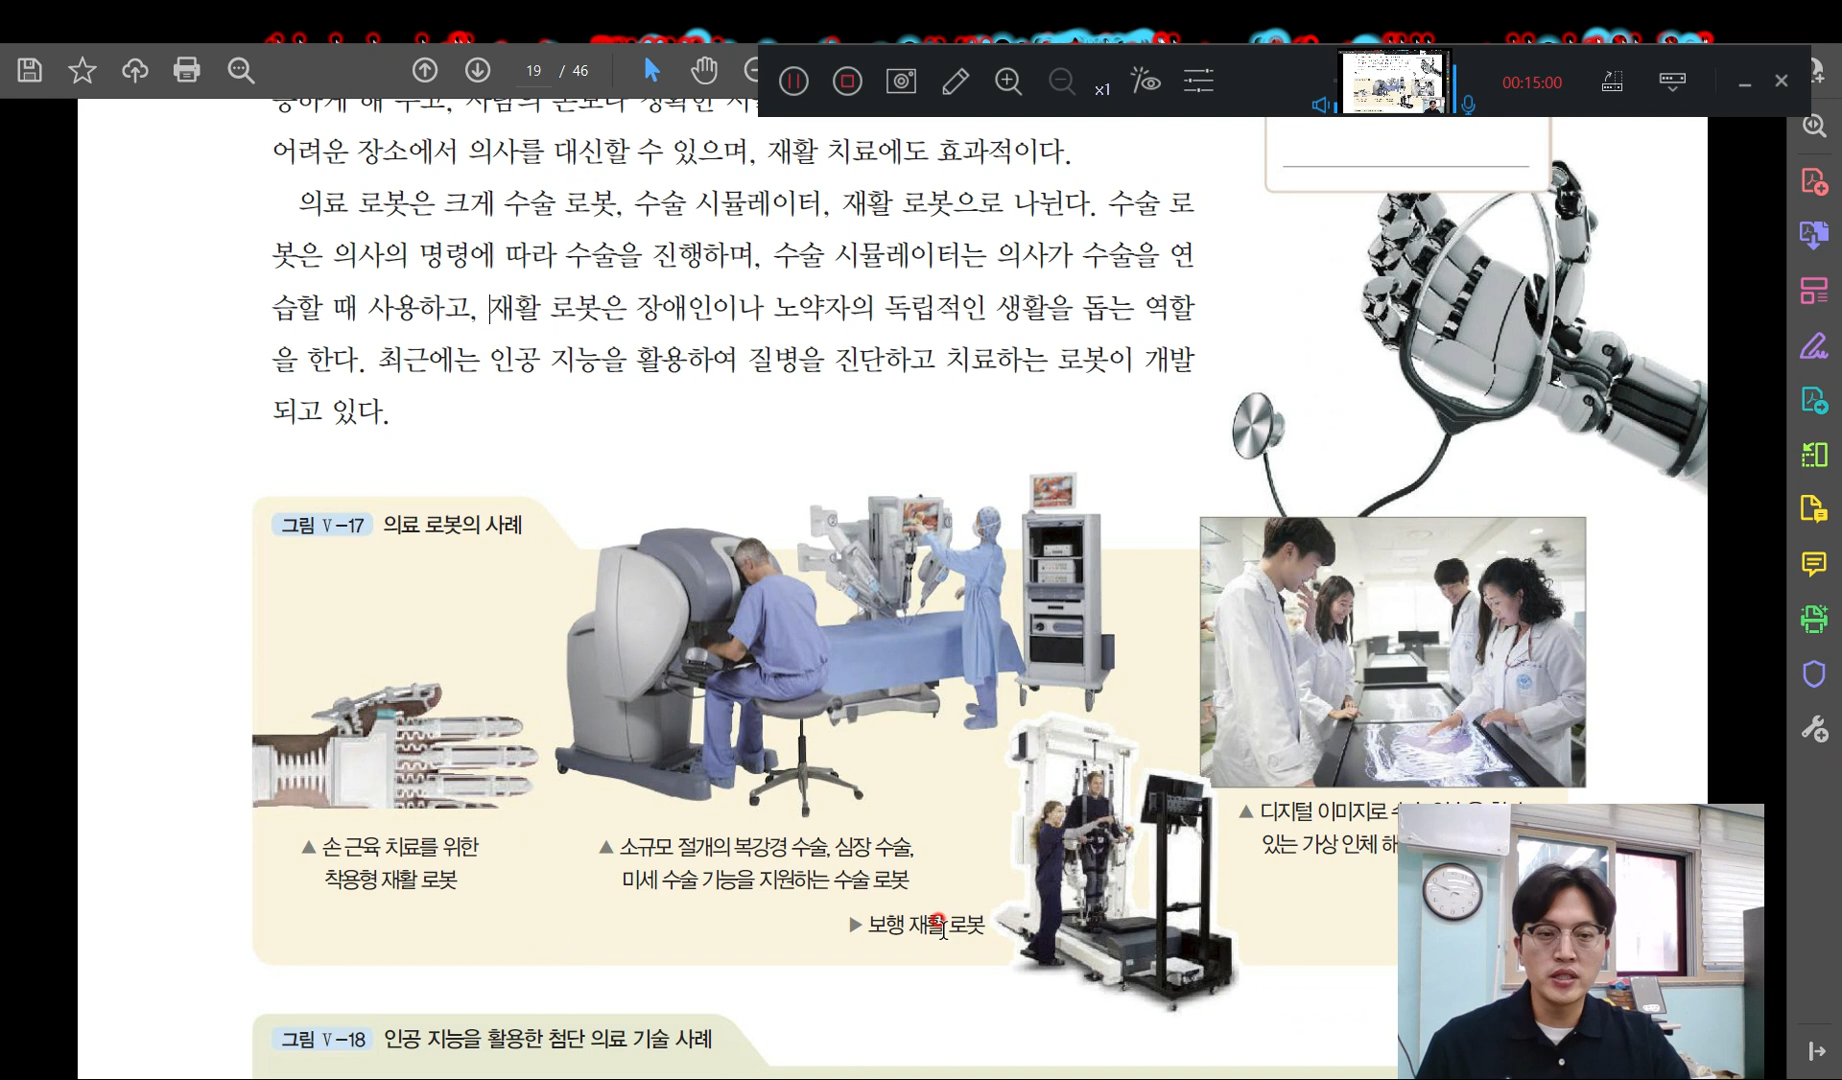 19 / 46
x1
00:15:00
어려운 장소에서 의사를 대신할 수 있으며, 재활 치료에도 효과적이다.
의료 로봇은 크게 수술 로봇, 수술 시뮬레이터, 재활 로봇으로 나뉜다. 수술 로
봇은 의사의 명령에 따라 수술을 진행하며, 수술 시뮬레이터는 의사가 수술을 연
습할 때 사용하고, 재활 로봇은 장애인이나 노약자의 독립적인 생활을 돕는 역할
을 한다. 최근에는 인공 지능을 활용하여 질병을 진단하고 치료하는 로봇이 개발
되고 있다.
그림 Ⅴ-17 의료 로봇의 사례
▲ 손 근육 치료를 위한
착용형 재활 로봇
▲ 소규모 절개의 복강경 수술, 심장 수술,
미세 수술 기능을 지원하는 수술 로봇
▶ 보행 재활 로봇
▲ 디지털 이미지로
있는 가상 인체
그림 Ⅴ-18 인공 지능을 활용한 첨단 의료 기술 사례